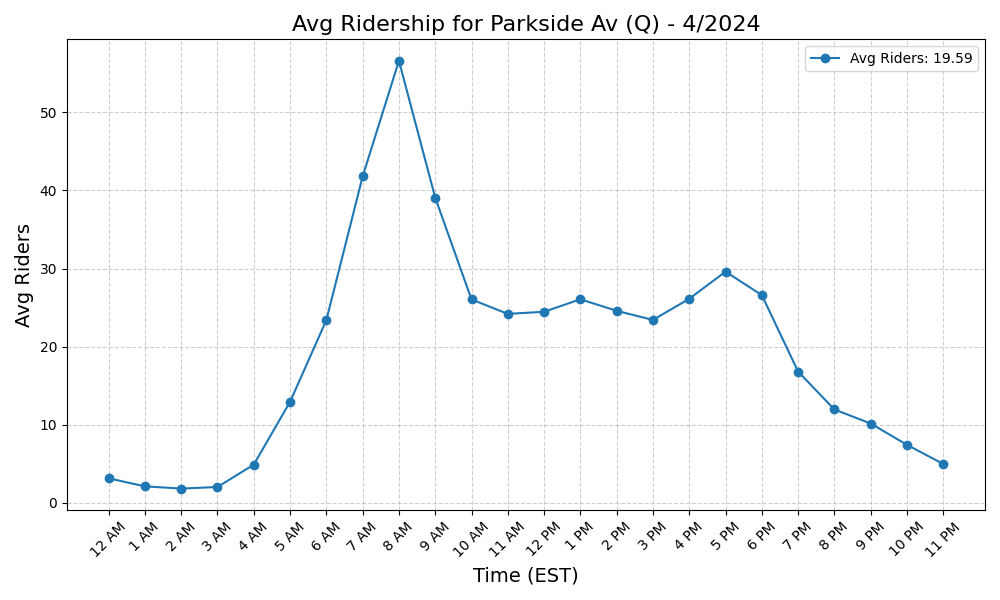 Avg Ridership for Parkside Av (Q) - 4/2024
Avg Riders: 19.59
Avg Riders
50
40
30
20
10
0
12 AM
1 AM
2 AM
3 AM
4 AM
5 AM
6 AM
7 AM
8 AM
9 AM
10 AM
11 AM
12 PM
1 PM
2 PM
3 PM
4 PM
5 PM
6 PM
7 PM
8 PM
9 PM
10 PM
11 PM
Time (EST)